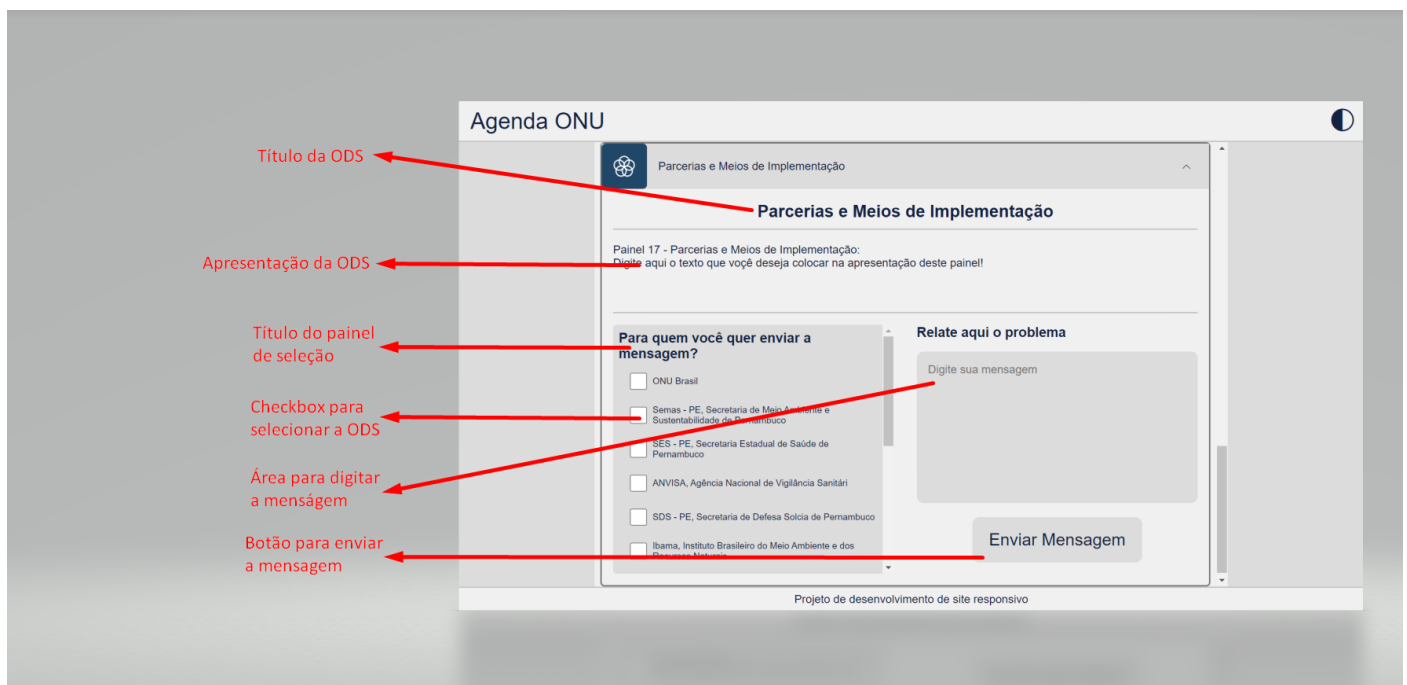 Agenda ONU
Título da ODS
Parcerias e Meios de Implementação
Parcerias e Meios de Implementação
Apresentação da ODS
Painel 17 - Parcerias e Meios de Implementação:
Digite aqui o texto que voçê deseja colocar na apresentação deste painel!
Título do painel
de seleção
Para quem você quer enviar a
mensagem?
Relate aqui o problema
Digite sua mensagem
ONU Brasil
Checkbox para
selecionar a ODS
Semas - PE, Secretaria de Meio Ambiente e
Sustentabilidade de Pernambuco
SES - PE, Secretaria Estadual de Saúde de
Pernambuco
Área para digitar
a menságem
ANVISA, Agência Nacional de Vigilância Sanitári
SDS - PE, Secretaria de Defesa Solcia de Pernambuco
Botão para enviar
a mensagem
Ibama, Instituto Brasileiro do Meio Ambiente e dos
Recursos Naturais
Enviar Mensagem
Projeto de desenvolvimento de site responsivo